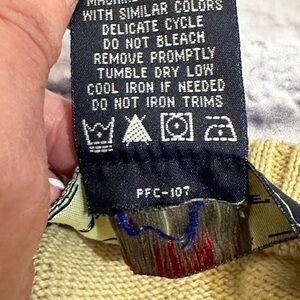 WITH SIMILAR COLORS
DELICATE CYCLE
DO NOT BLEACH
REMOVE PROMPTLY
TUMBLE DRY LOW
COOL IRON IF NEEDED
DO NOT IRON TRIMS
PFC-107